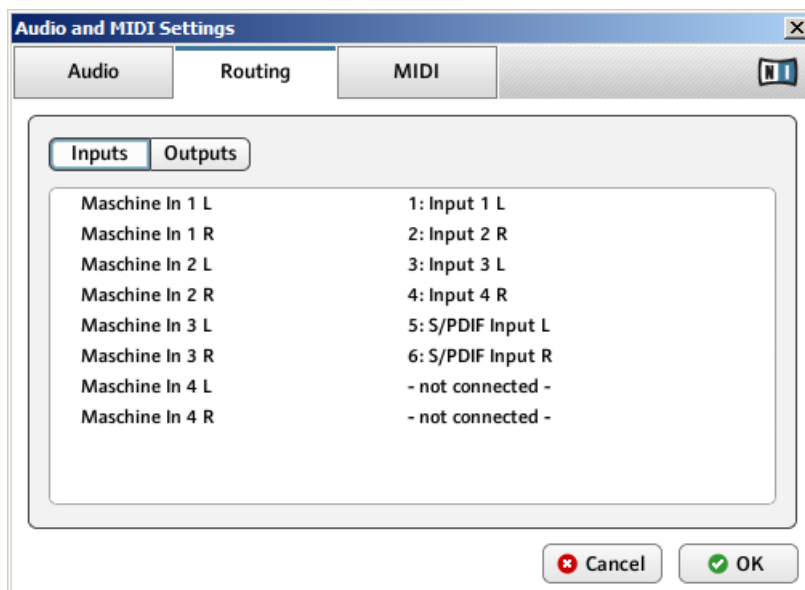 Audio and MIDI Settings
Audio Routing MIDI
NI
Inputs Outputs
Maschine In 1 L 1: Input 1 L
Maschine In 1 R 2: Input 2 R
Maschine In 2 L 3: Input 3 L
Maschine In 2 R 4: Input 4 R
Maschine In 3 L 5: S/PDIF Input L
Maschine In 3 R 6: S/PDIF Input R
Maschine In 4 L - not connected -
Maschine In 4 R - not connected -
Cancel OK